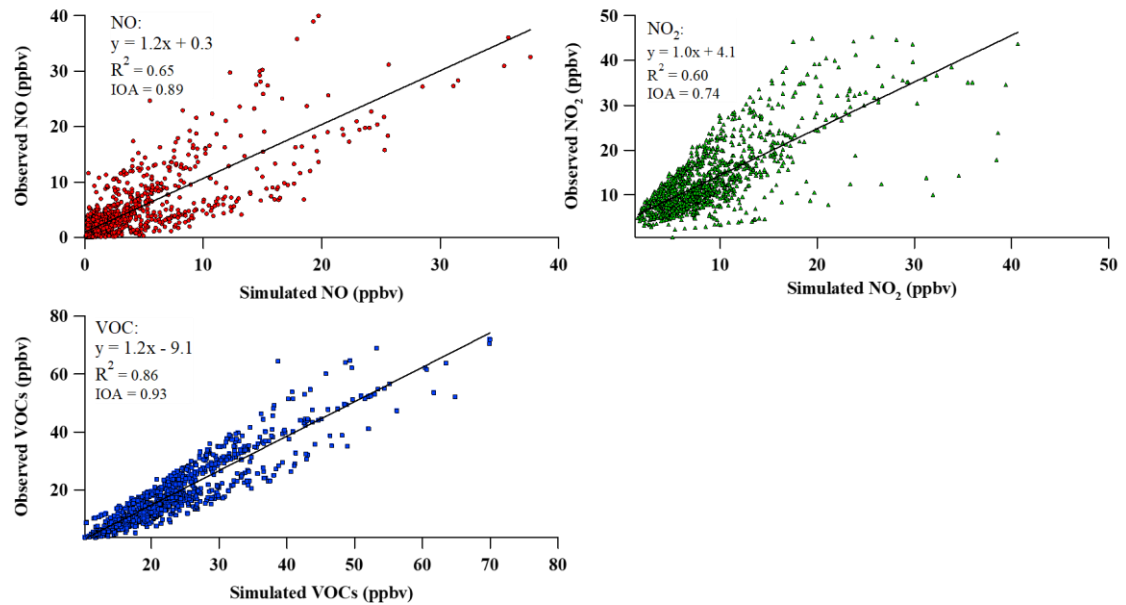 NO:
y = 1.2x + 0.3
R² = 0.65
IOA = 0.89
Observed NO (ppbv)
40
30
20
10
0
0 10 20 30 40
Simulated NO (ppbv)
NO₂:
y = 1.0x + 4.1
R² = 0.60
IOA = 0.74
Observed NO₂ (ppbv)
50
40
30
20
10
10 20 30 40 50
Simulated NO₂ (ppbv)
VOC:
y = 1.2x - 9.1
R² = 0.86
IOA = 0.93
Observed VOCs (ppbv)
80
60
40
20
20 30 40 50 60 70 80
Simulated VOCs (ppbv)